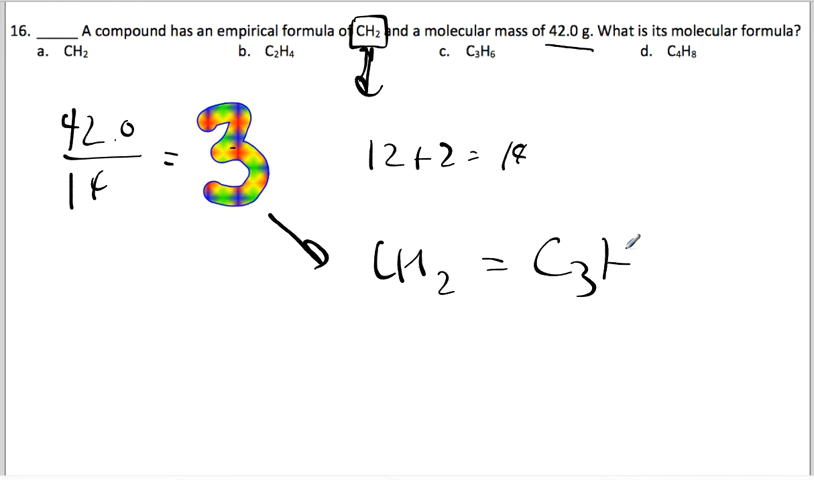 16. _____ A compound has an empirical formula of CH₂ and a molecular mass of 42.0 g. What is its molecular formula?
a. CH₂ b. C₂H₄ c. C₃H₆ d. C₄H₈
42.0
14 = 3
12+2 = 14
CH₂ = C₃H